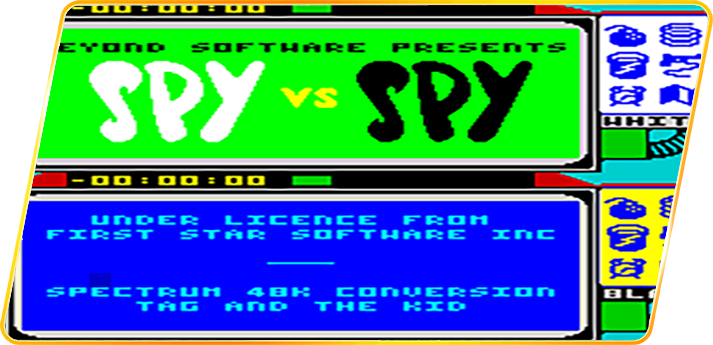 -00:00:00
EYOND SOFTWARE PRESENTS
SPY vs SPY
WHIT
-00:00:00
UNDER LICENCE FROM
FIRST STAR SOFTWARE INC
SPECTRUM 48K CONVERSION
TAG AND THE KID
BLA